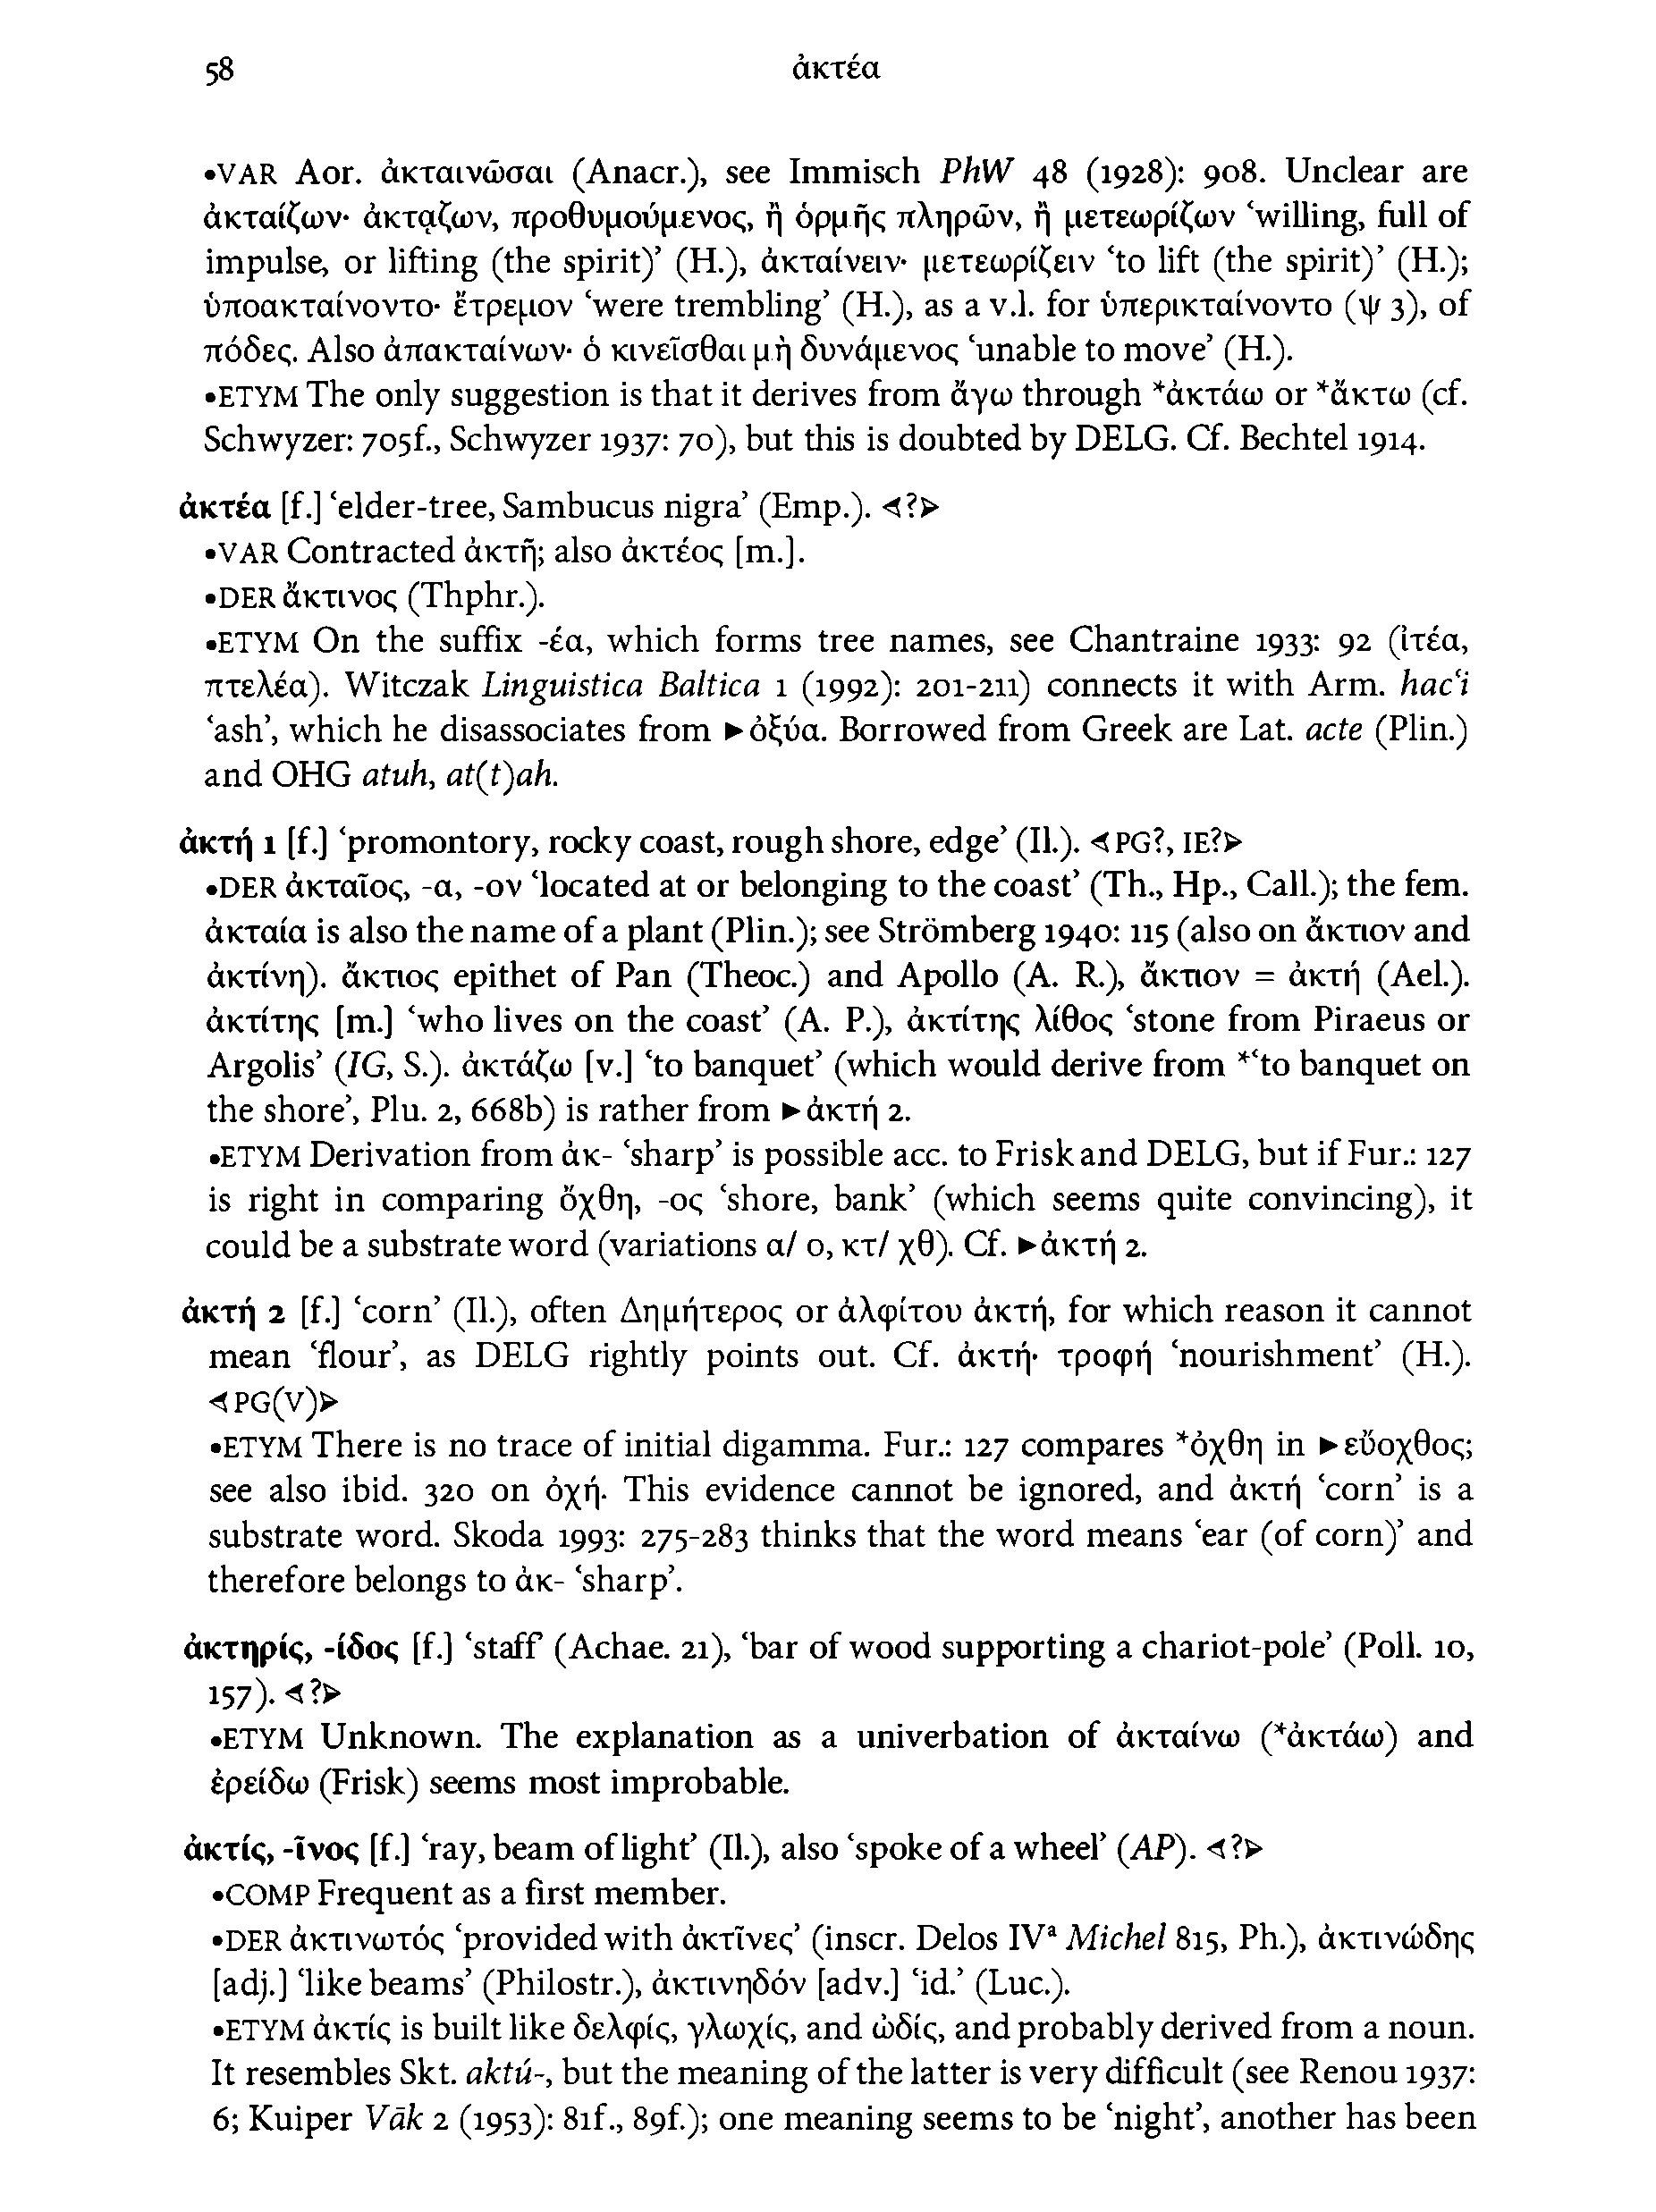 58 ἀκτέα
•VAR Aor. ἀκταινῶσαι (Anacr.), see Immisch PhW 48 (1928): 908. Unclear are
ἀκταίζων· ἀκτᾳζων, προθυμούμενος, ἢ ὁρμῆς πληρῶν, ἢ μετεωρίζων ‘willing, full of
impulse, or lifting (the spirit)’ (H.), ἀκταίνειν· μετεωρίζειν ‘to lift (the spirit)’ (H.);
ὑποακταίνοντο· ἔτρεμον ‘were trembling’ (H.), as a v.l. for ὑπερικταίνοντο (ψ 3), of
πόδες. Also ἀπακταίνων· ὁ κινεῖσθαι μὴ δυνάμενος ‘unable to move’ (H.).
•ETYM The only suggestion is that it derives from ἄγω through *ἀκτάω or *ἄκτω (cf.
Schwyzer: 705f., Schwyzer 1937: 70), but this is doubted by DELG. Cf. Bechtel 1914.
ἀκτέα [f.] ‘elder-tree, Sambucus nigra’ (Emp.). ⊲?⊳
•VAR Contracted ἀκτῆ; also ἀκτέος [m.].
•DER ἄκτινος (Thphr.).
•ETYM On the suffix -έα, which forms tree names, see Chantraine 1933: 92 (ἰτέα,
πτελέα). Witczak Linguistica Baltica 1 (1992): 201-211) connects it with Arm. hacʻi
‘ash’, which he disassociates from ►ὀξύα. Borrowed from Greek are Lat. acte (Plin.)
and OHG atuh, at(t)ah.
ἀκτή 1 [f.] ‘promontory, rocky coast, rough shore, edge’ (Il.). ⊲PG?, IE?⊳
•DER ἀκταῖος, -α, -ον ‘located at or belonging to the coast’ (Th., Hp., Call.); the fem.
ἀκταία is also the name of a plant (Plin.); see Strömberg 1940: 115 (also on ἄκτιον and
ἀκτίνη). ἄκτιος epithet of Pan (Theoc.) and Apollo (A. R.), ἄκτιον = ἀκτή (Ael.).
ἀκτίτης [m.] ‘who lives on the coast’ (A. P.), ἀκτίτης λίθος ‘stone from Piraeus or
Argolis’ (IG, S.). ἀκτάζω [v.] ‘to banquet’ (which would derive from *‘to banquet on
the shore’, Plu. 2, 668b) is rather from ►ἀκτή 2.
•ETYM Derivation from ἀκ- ‘sharp’ is possible acc. to Frisk and DELG, but if Fur.: 127
is right in comparing ὄχθη, -ος ‘shore, bank’ (which seems quite convincing), it
could be a substrate word (variations α/ ο, κτ/ χθ). Cf. ►ἀκτή 2.
ἀκτή 2 [f.] ‘corn’ (Il.), often Δημήτερος or ἀλφίτου ἀκτή, for which reason it cannot
mean ‘flour’, as DELG rightly points out. Cf. ἀκτή· τροφή ‘nourishment’ (H.).
⊲PG(V)⊳
•ETYM There is no trace of initial digamma. Fur.: 127 compares *ὀχθη in ►εὔοχθος;
see also ibid. 320 on ὀχή. This evidence cannot be ignored, and ἀκτή ‘corn’ is a
substrate word. Skoda 1993: 275-283 thinks that the word means ‘ear (of corn)’ and
therefore belongs to ἀκ- ‘sharp’.
ἀκτηρίς, -ίδος [f.] ‘staff’ (Achae. 21), ‘bar of wood supporting a chariot-pole’ (Poll. 10,
157). ⊲?⊳
•ETYM Unknown. The explanation as a univerbation of ἀκταίνω (*ἀκτάω) and
ἐρείδω (Frisk) seems most improbable.
ἀκτίς, -ῖνος [f.] ‘ray, beam of light’ (Il.), also ‘spoke of a wheel’ (AP). ⊲?⊳
•COMP Frequent as a first member.
•DER ἀκτινωτός ‘provided with ἀκτῖνες’ (inscr. Delos IVᵃ Michel 815, Ph.), ἀκτινώδης
[adj.] ‘like beams’ (Philostr.), ἀκτινηδόν [adv.] ‘id.’ (Luc.).
•ETYM ἀκτίς is built like δελφίς, γλωχίς, and ὠδίς, and probably derived from a noun.
It resembles Skt. aktú-, but the meaning of the latter is very difficult (see Renou 1937:
6; Kuiper Vāk 2 (1953): 81f., 89f.); one meaning seems to be ‘night’, another has been